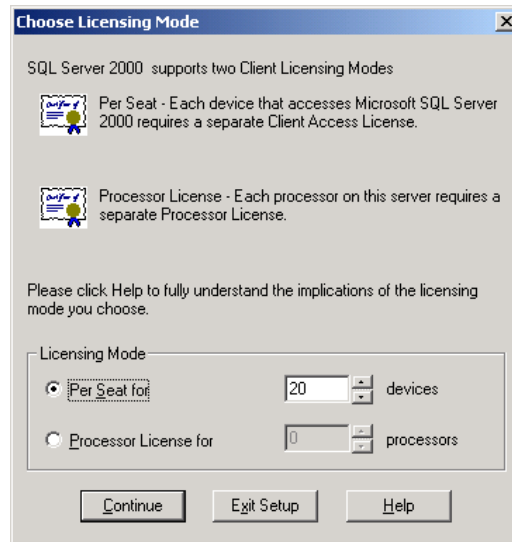 Choose Licensing Mode
SQL Server 2000  supports two Client Licensing Modes
Per Seat - Each device that accesses Microsoft SQL Server
2000 requires a separate Client Access License.
Processor License - Each processor on this server requires a
separate Processor License.
Please click Help to fully understand the implications of the licensing
mode you choose.
Licensing Mode
Per Seat for 20 devices
Processor License for 0 processors
Continue Exit Setup Help